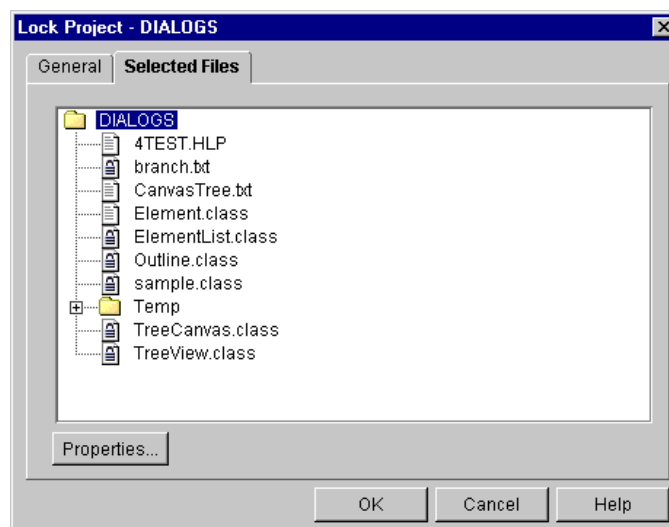 Lock Project - DIALOGS
General
Selected Files
DIALOGS
4TEST.HLP
branch.txt
CanvasTree.txt
Element.class
ElementList.class
Outline.class
sample.class
Temp
TreeCanvas.class
TreeView.class
Properties...
OK
Cancel
Help